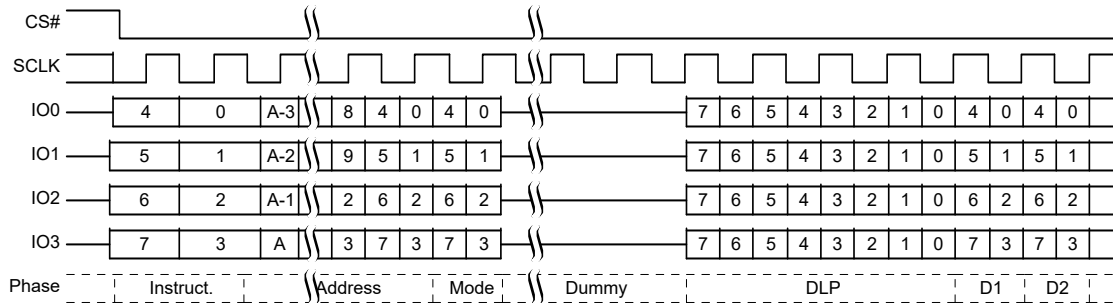 CS#
SCLK
IO0 4 0 A-3 8 4 0 4 0 7 6 5 4 3 2 1 0 4 0 4 0
IO1 5 1 A-2 9 5 1 5 1 7 6 5 4 3 2 1 0 5 1 5 1
IO2 6 2 A-1 2 6 2 6 2 7 6 5 4 3 2 1 0 6 2 6 2
IO3 7 3 A 3 7 3 7 3 7 6 5 4 3 2 1 0 7 3 7 3
Phase Instruct. Address Mode Dummy DLP D1 D2